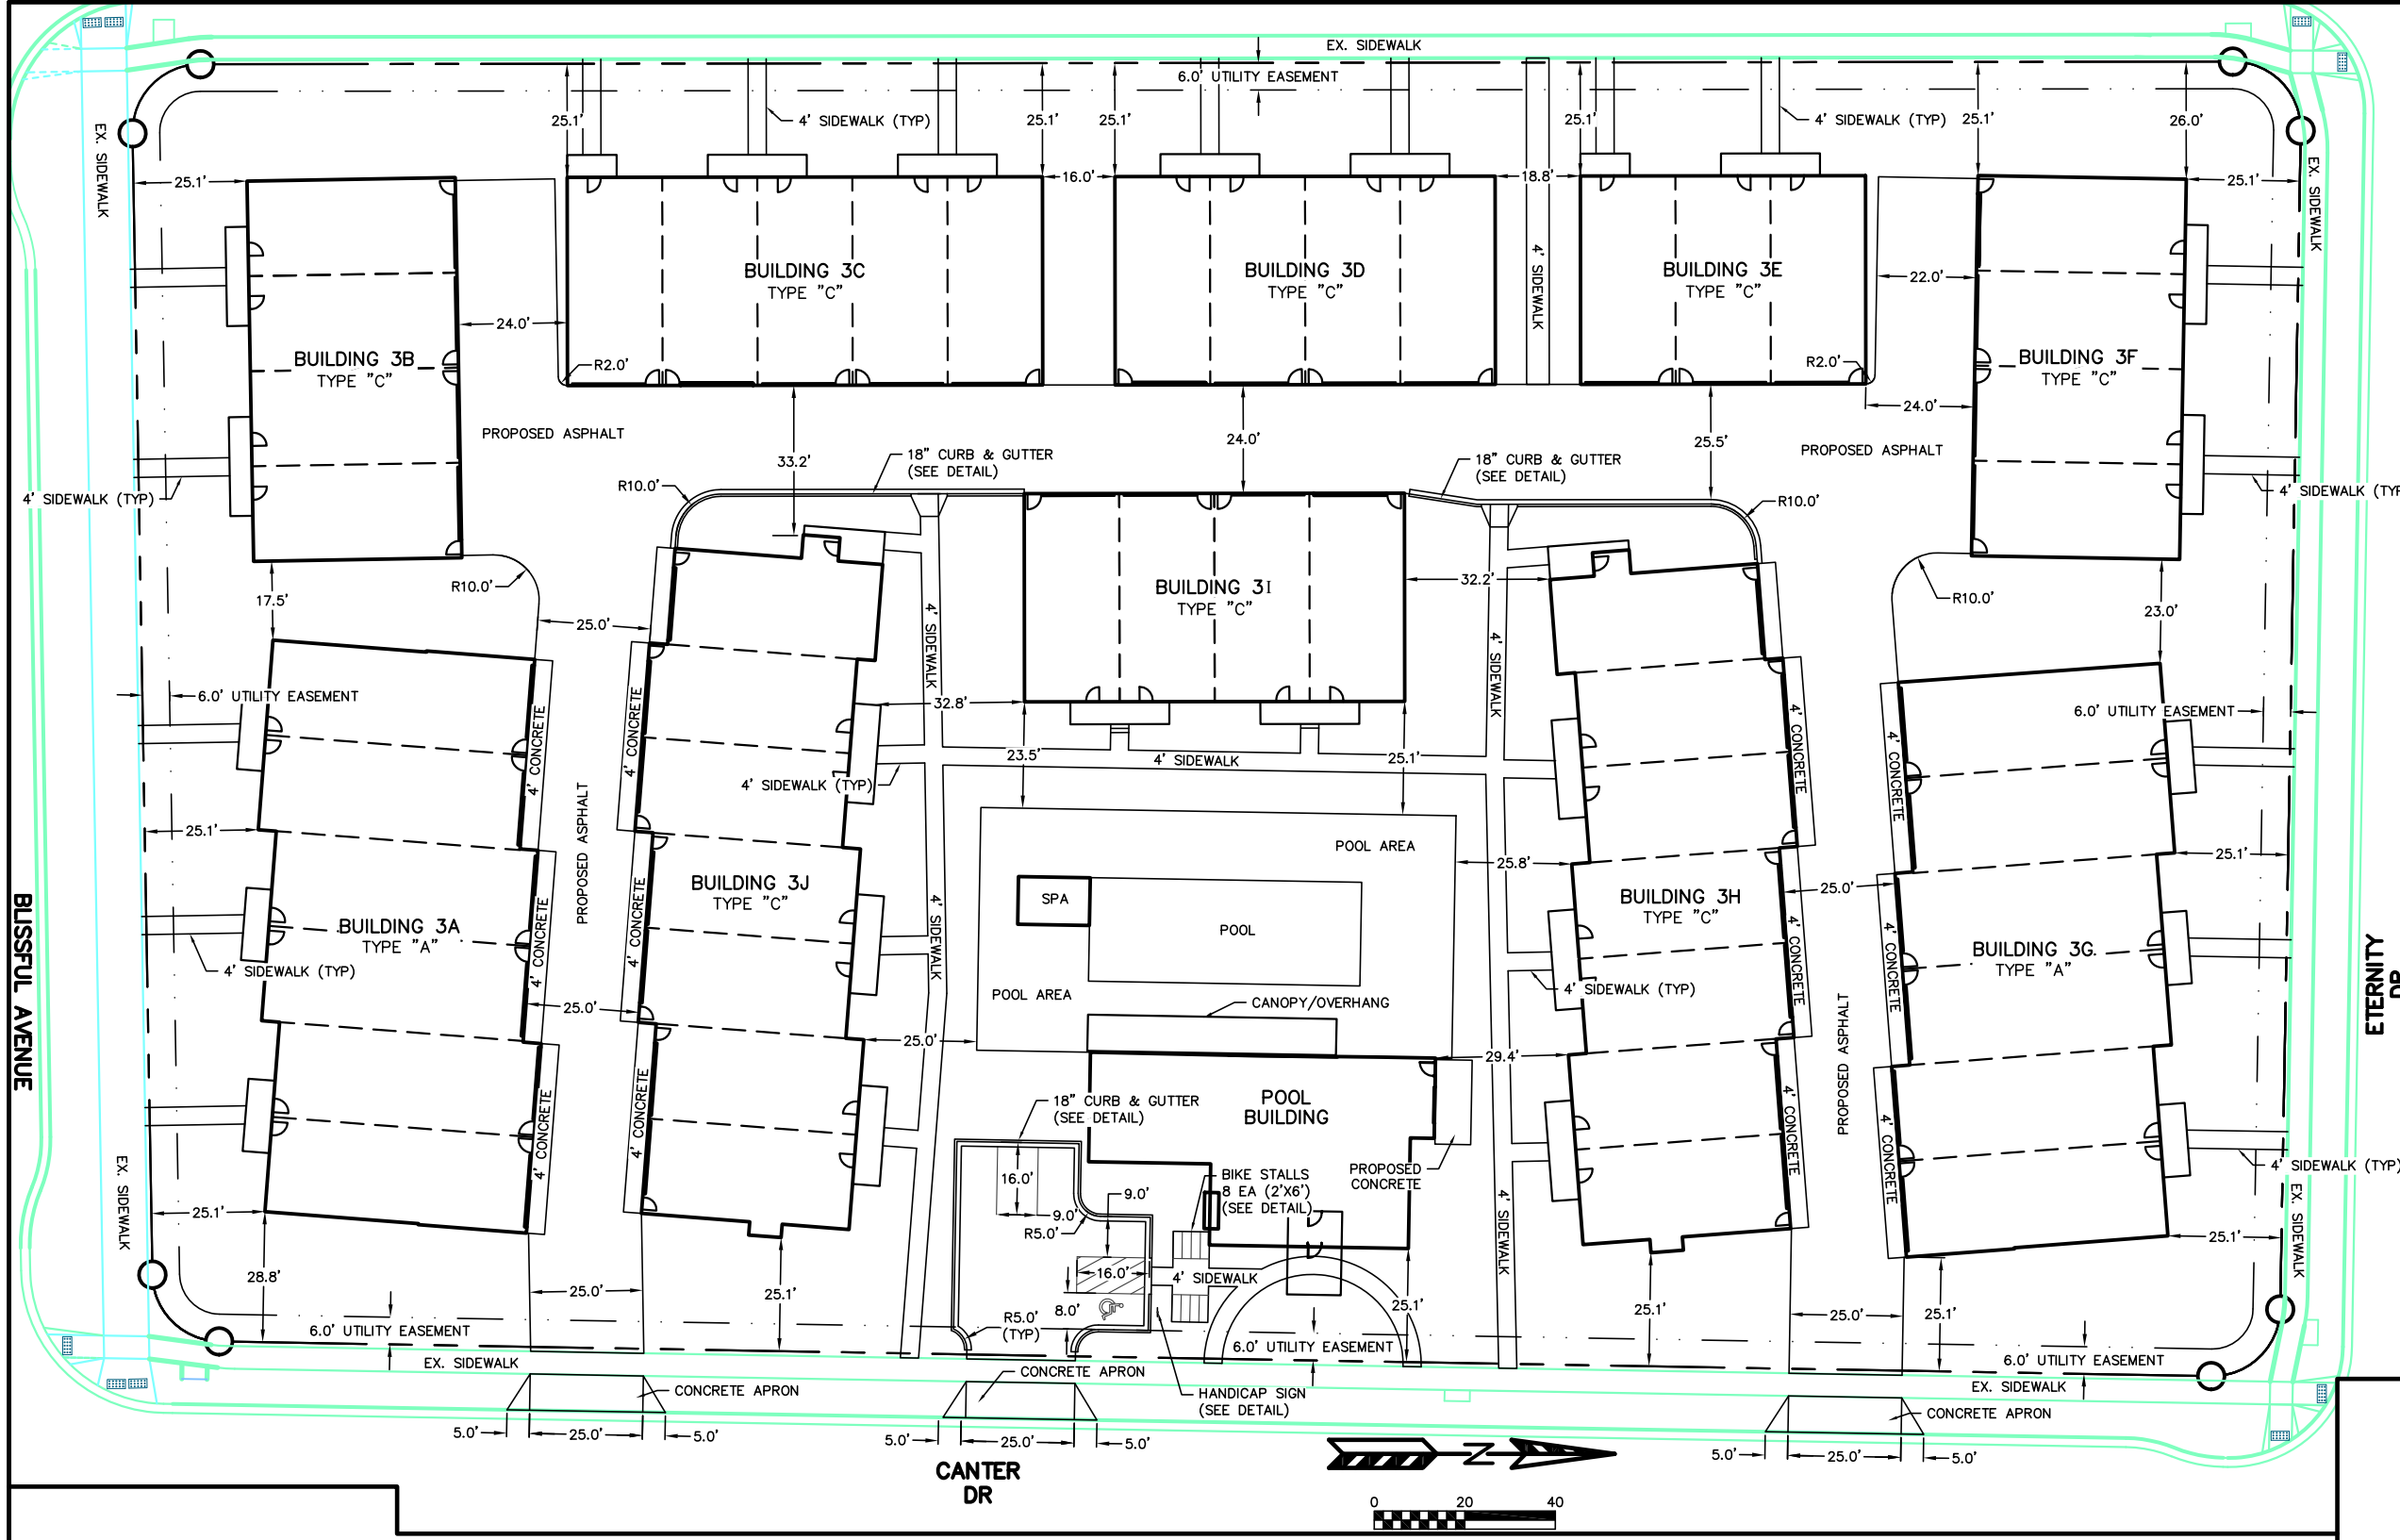 EX. SIDEWALK
6.0' UTILITY EASEMENT
EX. SIDEWALK
25.1'
4' SIDEWALK (TYP)
25.1'
25.1'
25.1'
4' SIDEWALK (TYP)
25.1'
26.0'
EX. SIDEWALK
25.1'
16.0'
18.8'
25.1'
BUILDING 3C
TYPE "C"
BUILDING 3D
TYPE "C"
4' SIDEWALK
BUILDING 3E
TYPE "C"
22.0'
24.0'
BUILDING 3B
TYPE "C"
R2.0'
R2.0'
BUILDING 3F
TYPE "C"
24.0'
PROPOSED ASPHALT
33.2'
18" CURB & GUTTER
(SEE DETAIL)
24.0'
18" CURB & GUTTER
(SEE DETAIL)
25.5'
PROPOSED ASPHALT
4' SIDEWALK (TYP)
R10.0'
R10.0'
4' SIDEWALK (TYP
R10.0'
17.5'
25.0'
4' SIDEWALK
BUILDING 3I
TYPE "C"
32.2'
4' SIDEWALK
R10.0'
23.0'
6.0' UTILITY EASEMENT
4' CONCRETE
4' CONCRETE
32.8'
23.5'
4' SIDEWALK
25.1'
4' CONCRETE
4' CONCRETE
6.0' UTILITY EASEMENT
4' SIDEWALK (TYP)
25.1'
PROPOSED ASPHALT
POOL AREA
25.8'
25.1'
BUILDING 3J
TYPE "C"
SPA
POOL
BUILDING 3H
TYPE "C"
25.0'
BLISSFUL AVENUE
BUILDING 3A
TYPE "A"
4' CONCRETE
4' CONCRETE
4' SIDEWALK
4' CONCRETE
4' CONCRETE
BUILDING 3G
TYPE "A"
ETERNITY
DR
4' SIDEWALK (TYP)
25.0'
POOL AREA
CANOPY/OVERHANG
4' SIDEWALK (TYP)
PROPOSED ASPHALT
25.0'
29.4'
18" CURB & GUTTER
(SEE DETAIL)
POOL
BUILDING
4' CONCRETE
4' CONCRETE
4' CONCRETE
4' CONCRETE
EX. SIDEWALK
25.1'
16.0'
9.0'
9.0'
R5.0'
BIKE STALLS
8 EA (2'X6')
(SEE DETAIL)
PROPOSED
CONCRETE
4' SIDEWALK
4' SIDEWALK (TYP)
EX. SIDEWALK
25.1'
28.8'
25.0'
25.1'
16.0'
4' SIDEWALK
8.0'
R5.0'
(TYP)
25.1'
25.1'
25.0'
25.1'
6.0' UTILITY EASEMENT
6.0' UTILITY EASEMENT
6.0' UTILITY EASEMENT
EX. SIDEWALK
EX. SIDEWALK
CONCRETE APRON
CONCRETE APRON
HANDICAP SIGN
(SEE DETAIL)
CONCRETE APRON
5.0'
25.0'
5.0'
5.0'
25.0'
5.0'
5.0'
25.0'
5.0'
CANTER
DR
N
0 20 40